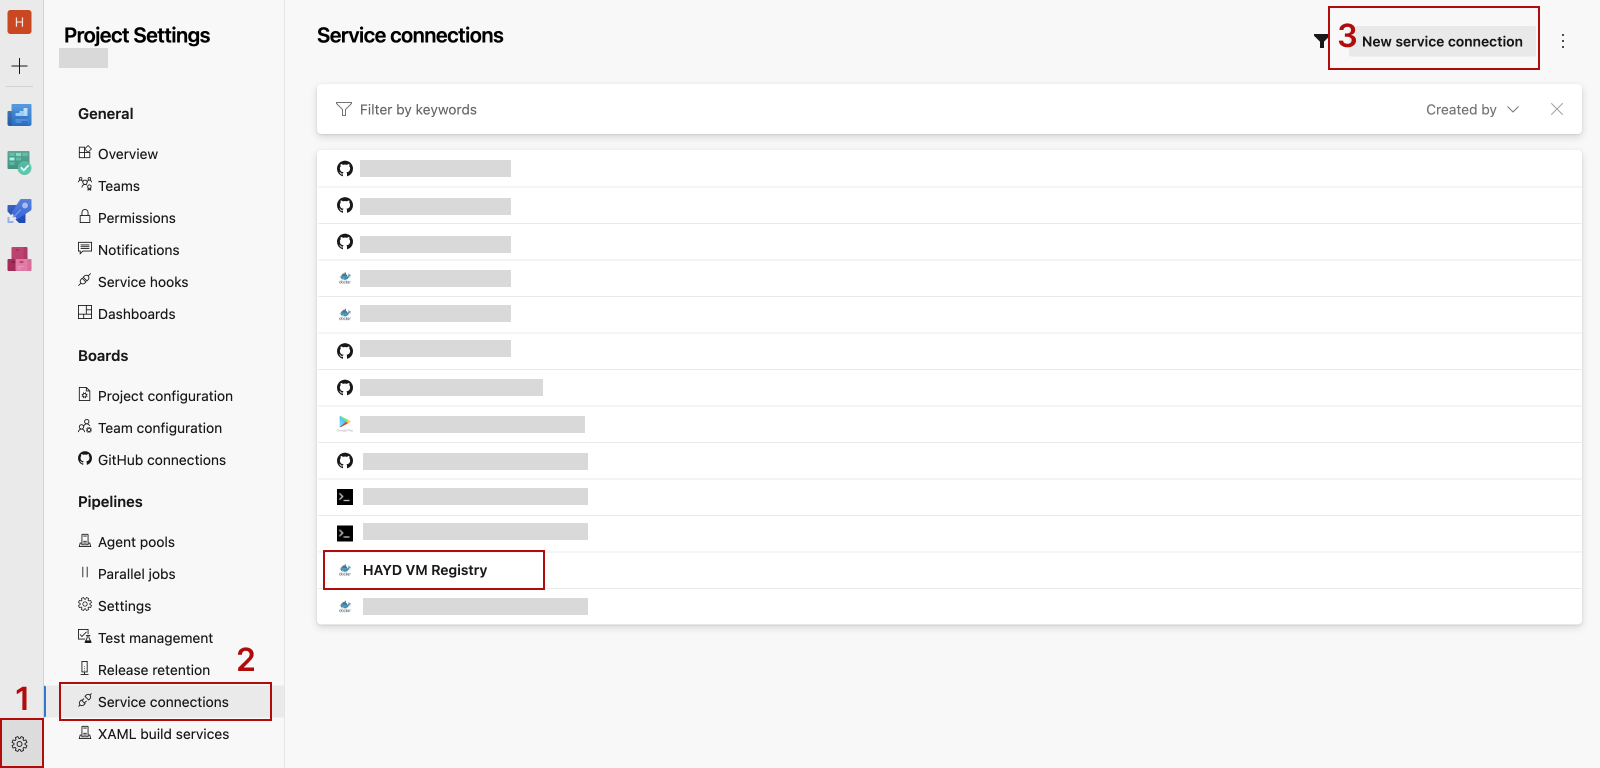 H
Project Settings
General
Overview
Teams
Permissions
Notifications
Service hooks
Dashboards
Boards
Project configuration
Team configuration
GitHub connections
Pipelines
Agent pools
Parallel jobs
Settings
Test management
Release retention
2
1
Service connections
XAML build services
Service connections
3 New service connection
Filter by keywords
Created by
HAYD VM Registry